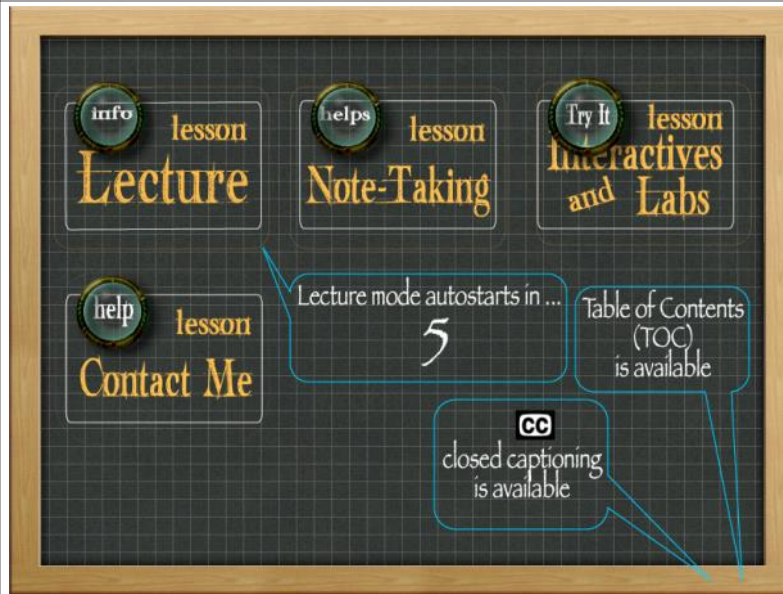 info
lesson
Lecture
helps
lesson
Note-Taking
Try It
lesson
Interactives
and Labs
help
lesson
Contact Me
Lecture mode autostarts in ...
5
Table of Contents
(TOC)
is available
CC
closed captioning
is available